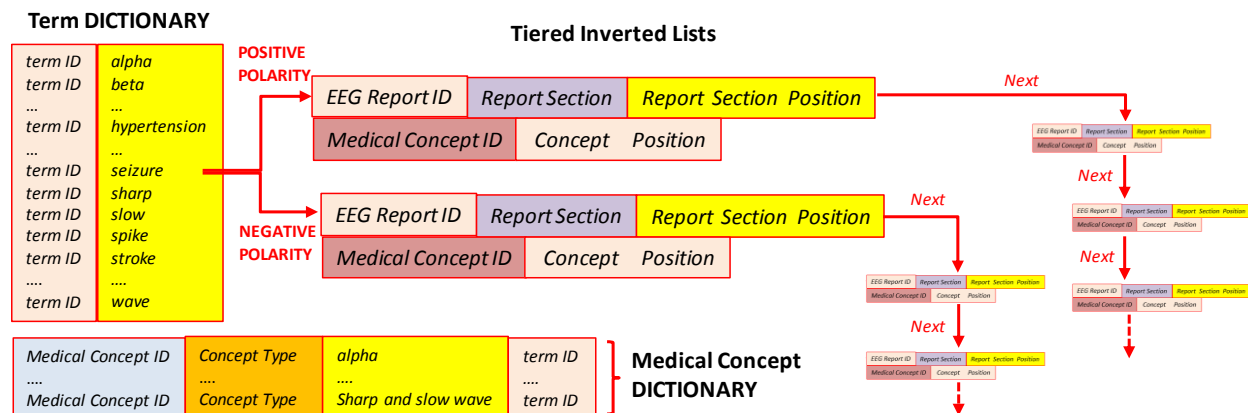 Term DICTIONARY
Tiered Inverted Lists
term ID alpha
term ID beta
... ...
term ID hypertension
... ...
term ID seizure
term ID sharp
term ID slow
term ID spike
term ID stroke
.... ....
term ID wave
POSITIVE
POLARITY
EEG Report ID Report Section Report Section Position
Medical Concept ID Concept Position
Next
EEG Report ID Report Section Report Section Position
Medical Concept ID Concept Position
Next
EEG Report ID Report Section Report Section Position
Medical Concept ID Concept Position
Next
EEG Report ID Report Section Report Section Position
Medical Concept ID Concept Position
NEGATIVE
POLARITY
EEG Report ID Report Section Report Section Position
Medical Concept ID Concept Position
Next
EEG Report ID Report Section Report Section Position
Medical Concept ID Concept Position
Next
EEG Report ID Report Section Report Section Position
Medical Concept ID Concept Position
Medical Concept ID Concept Type alpha term ID
.... .... .... ....
Medical Concept ID Concept Type Sharp and slow wave term ID
Medical Concept
DICTIONARY